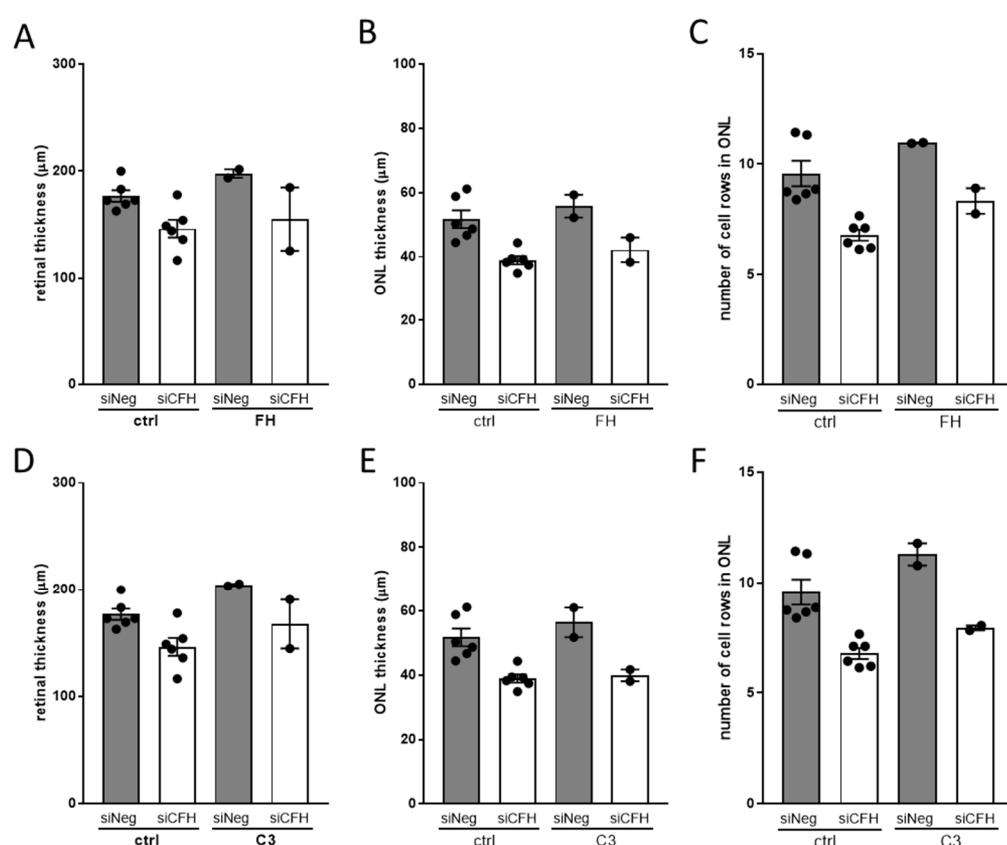 A
retinal thickness (µm)
300
200
100
0
siNeg siCFH siNeg siCFH
ctrl FH
B
ONL thickness (µm)
100
80
60
40
20
0
siNeg siCFH siNeg siCFH
ctrl FH
C
number of cell rows in ONL
15
10
5
0
siNeg siCFH siNeg siCFH
ctrl FH
D
retinal thickness (µm)
300
200
100
0
siNeg siCFH siNeg siCFH
ctrl C3
E
ONL thickness (µm)
100
80
60
40
20
0
siNeg siCFH siNeg siCFH
ctrl C3
F
number of cell rows in ONL
15
10
5
0
siNeg siCFH siNeg siCFH
ctrl C3